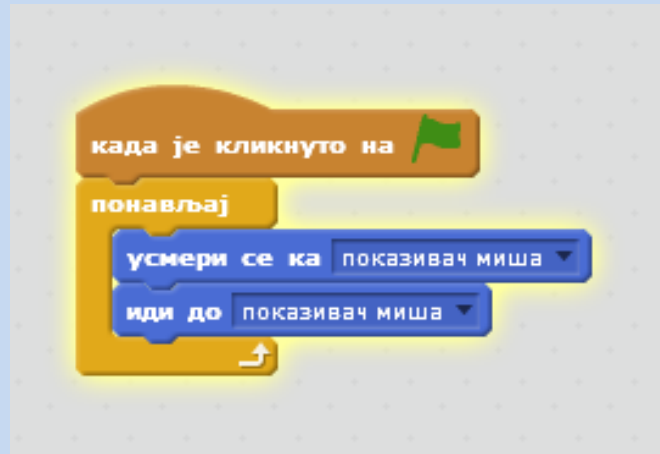 када је кликнуто на
понављај
усмери се ка показивач миша
иди до показивач миша